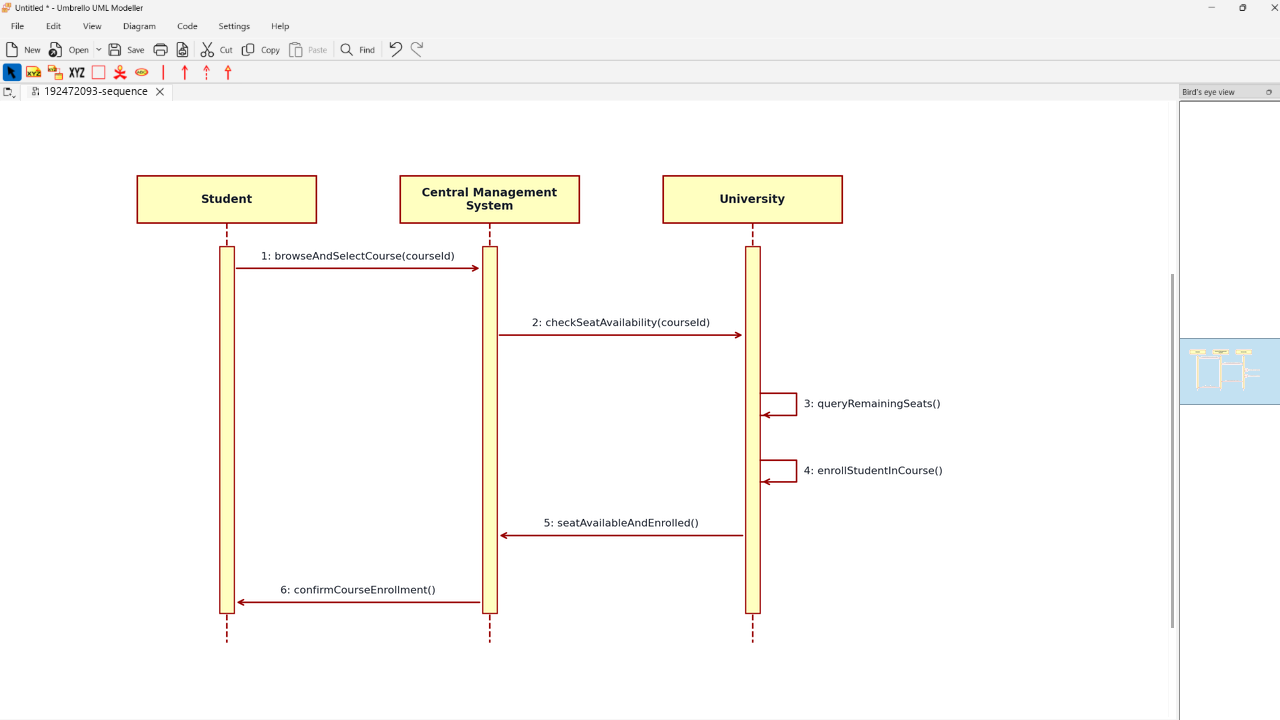 Untitled * - Umbrello UML Modeller
File Edit View Diagram Code Settings Help
New Open Save Cut Copy Paste Find
XYZ
192472093-sequence
Bird's eye view
Student
Central Management
System
University
1: browseAndSelectCourse(courseId)
2: checkSeatAvailability(courseId)
3: queryRemainingSeats()
4: enrollStudentInCourse()
5: seatAvailableAndEnrolled()
6: confirmCourseEnrollment()